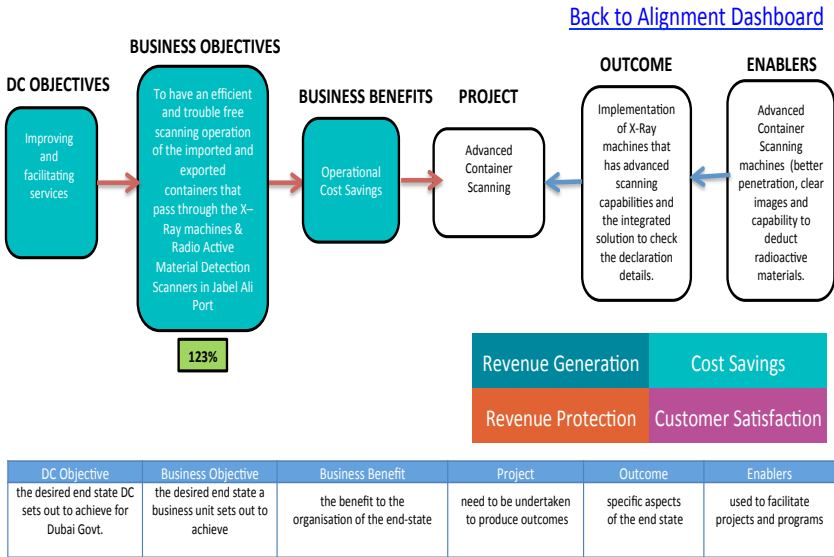 Back to Alignment Dashboard
BUSINESS OBJECTIVES
DC OBJECTIVES
BUSINESS BENEFITS
PROJECT
OUTCOME
ENABLERS
Improving
and
facilitating
services
To have an efficient
and trouble free
scanning operation
of the imported and
exported
containers that
pass through the X–
Ray machines &
Radio Active
Material Detection
Scanners in Jabel Ali
Port
123%
Operational
Cost Savings
Advanced
Container
Scanning
Implementation
of X-Ray
machines that
has advanced
scanning
capabilities and
the integrated
solution to check
the declaration
details.
Advanced
Container
Scanning
machines (better
penetration, clear
images and
capability to
deduct
radioactive
materials.
Revenue Generation
Cost Savings
Revenue Protection
Customer Satisfaction
DC Objective
Business Objective
Business Benefit
Project
Outcome
Enablers
the desired end state DC
sets out to achieve for
Dubai Govt.
the desired end state a
business unit sets out to
achieve
the benefit to the
organisation of the end-state
need to be undertaken
to produce outcomes
specific aspects
of the end state
used to facilitate
projects and programs